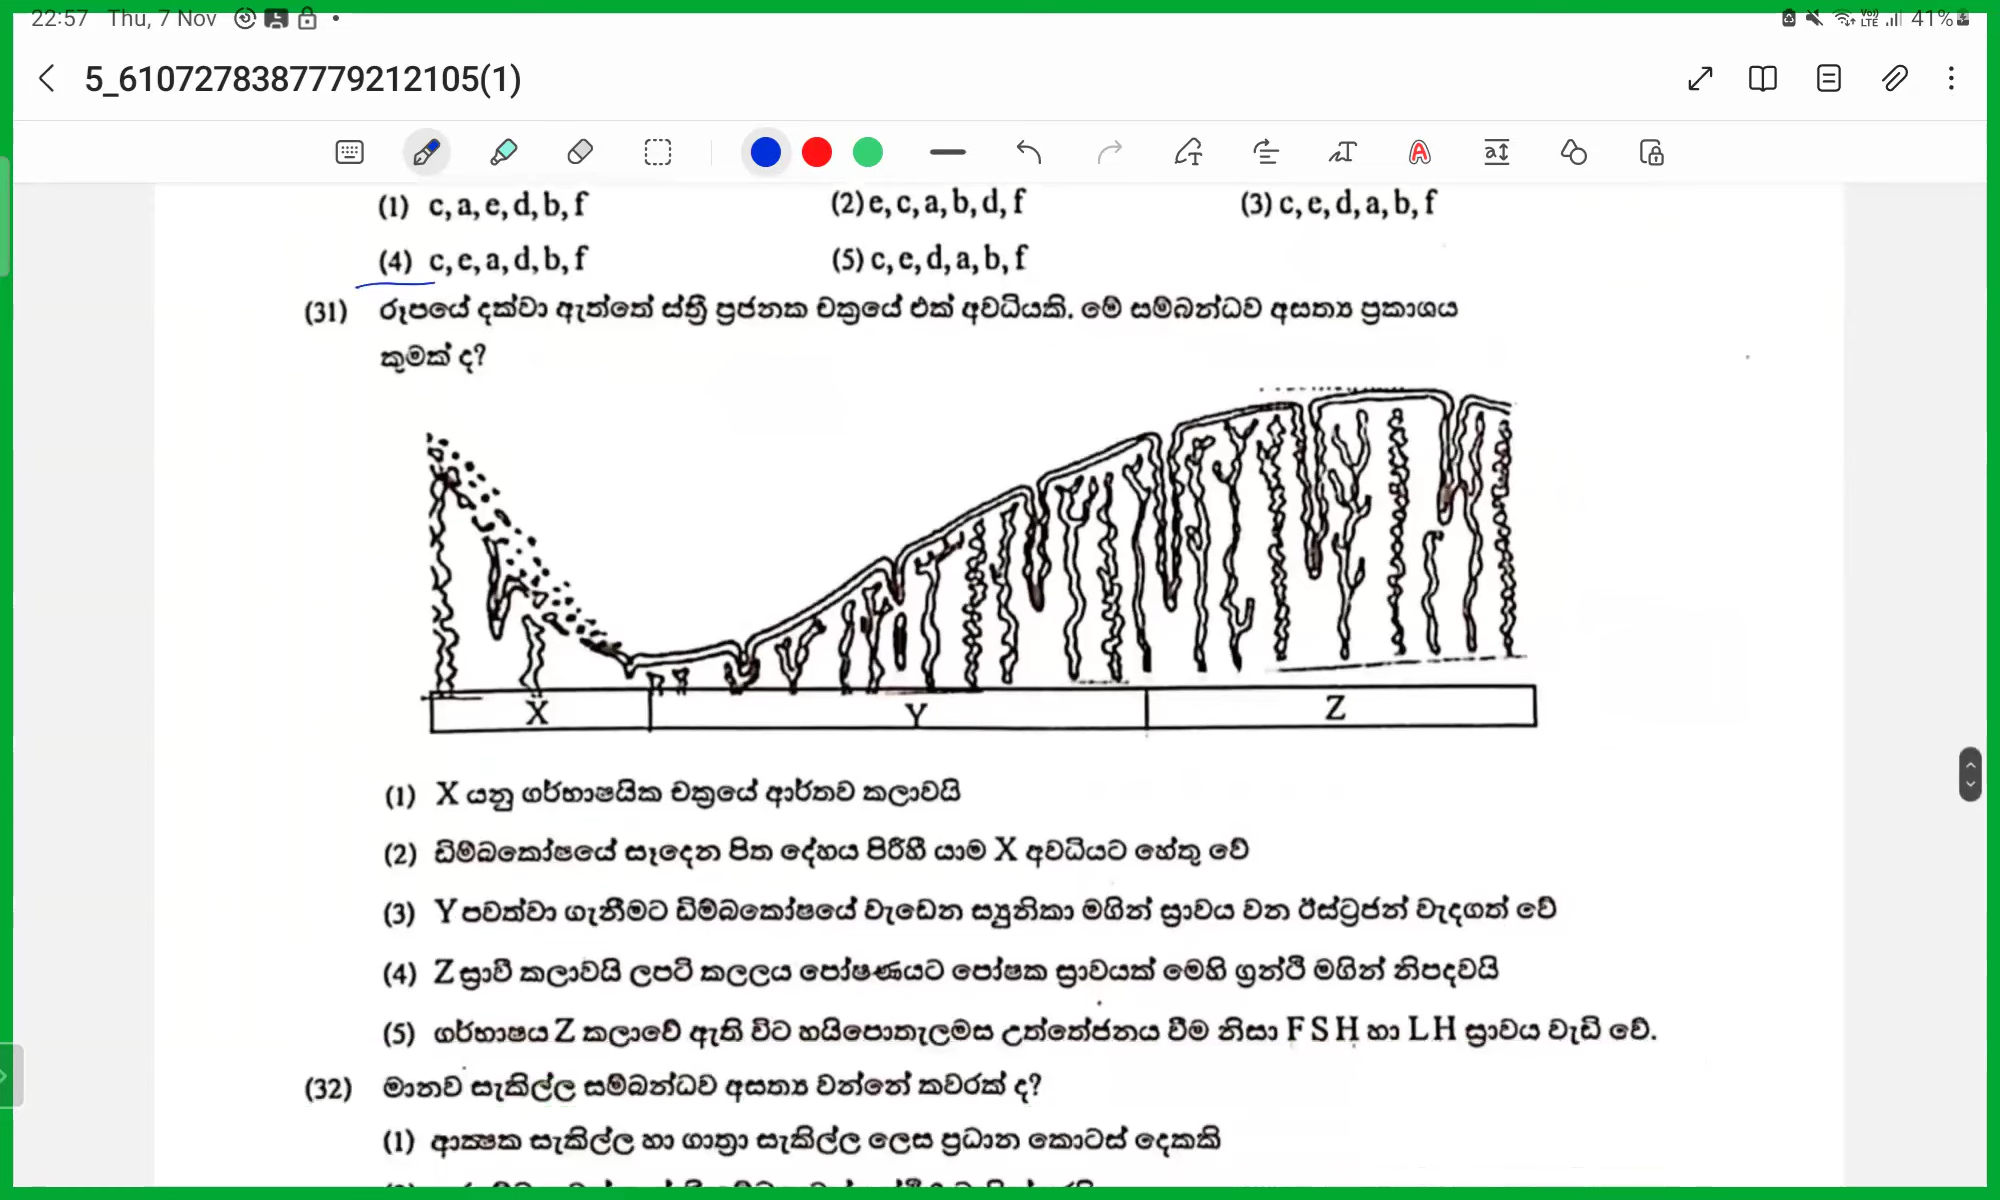 22:57 Thu, 7 Nov
Vo) LTE 41%
5_6107278387779212105(1)
(1) c, a, e, d, b, f (2) e, c, a, b, d, f (3) c, e, d, a, b, f
(4) c, e, a, d, b, f (5) c, e, d, a, b, f
(31) රූපයේ දක්වා ඇත්තේ ස්ත්‍රී ප්‍රජනක චක්‍රයේ එක් අවධියකි. මේ සම්බන්ධව අසත්‍ය ප්‍රකාශය
කුමක් ද?
X Y Z
(1) X යනු ගර්භාෂයික චක්‍රයේ ආර්තව කලාවයි
(2) ඩිම්බකෝෂයේ සෑදෙන පිත දේහය පිරිහී යාම X අවධියට හේතු වේ
(3) Y පවත්වා ගැනීමට ඩිම්බකෝෂයේ වැඩෙන ස්‍යුනිකා මගින් ස්‍රාවය වන ඊස්ට්‍රජන් වැදගත් වේ
(4) Z ස්‍රාවී කලාවයි ලපටි කලලය පෝෂණයට පෝෂක ස්‍රාවයක් මෙහි ග්‍රන්ථි මගින් නිපදවයි
(5) ගර්භාෂය Z කලාවේ ඇති විට හයිපොතැලමස උත්තේජනය වීම නිසා F S H හා L H ස්‍රාවය වැඩි වේ.
(32) මානව සැකිල්ල සම්බන්ධව අසත්‍ය වන්නේ කවරක් ද?
(1) ආක්‍ෂක සැකිල්ල හා ගාත්‍රා සැකිල්ල ලෙස ප්‍රධාන කොටස් දෙකකි